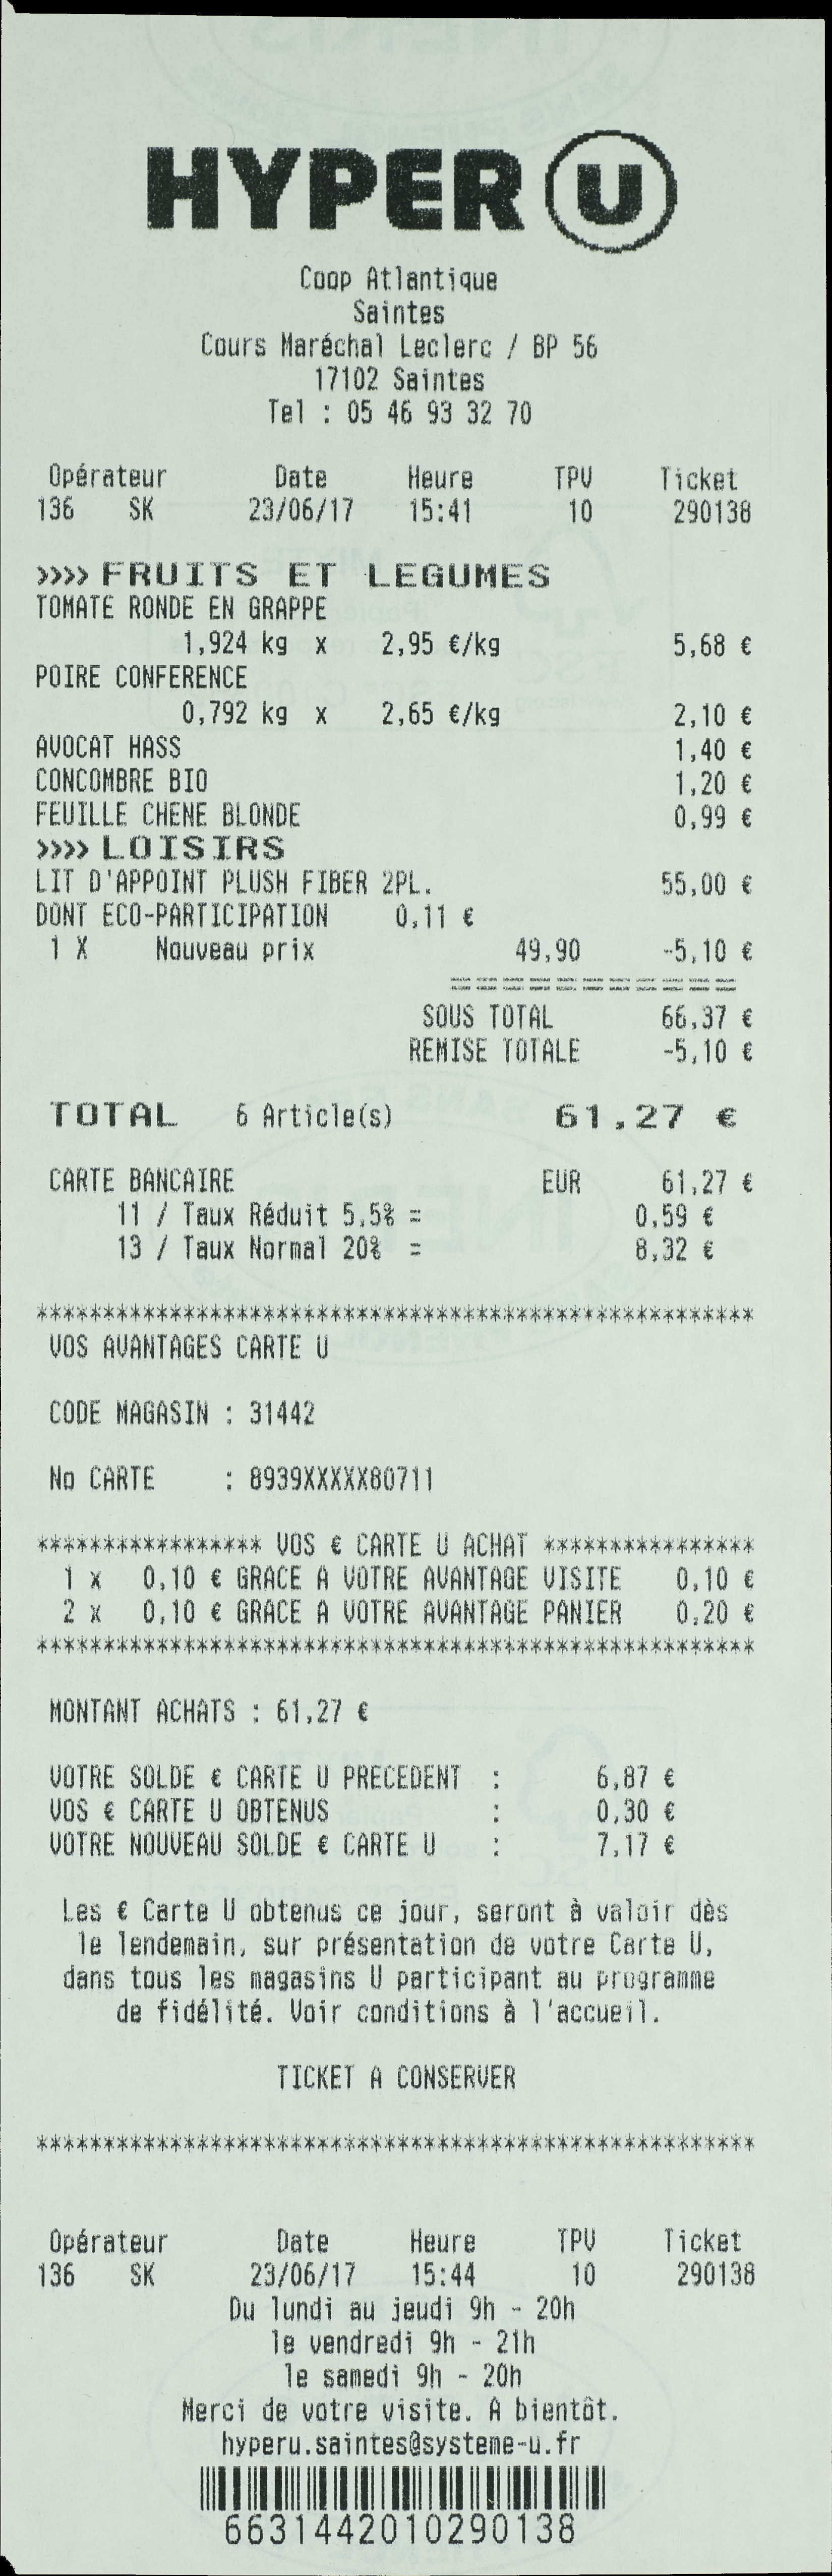 HYPER U
Coop Atlantique
Saintes
Cours Maréchal Leclerc / BP 56
17102 Saintes
Tel : 05 46 93 32 70
Opérateur Date Heure TPV Ticket
136 SK 23/06/17 15:41 10 290138
>>>> FRUITS ET LEGUMES
TOMATE RONDE EN GRAPPE
1,924 kg x 2,95 €/kg 5,68 €
POIRE CONFERENCE
0,792 kg x 2,65 €/kg 2,10 €
AVOCAT HASS 1,40 €
CONCOMBRE BIO 1,20 €
FEUILLE CHENE BLONDE 0,99 €
>>>> LOISIRS
LIT D'APPOINT PLUSH FIBER 2PL. 55,00 €
DONT ECO-PARTICIPATION 0,11 €
1 X Nouveau prix 49,90 -5,10 €
SOUS TOTAL 66,37 €
REMISE TOTALE -5,10 €
TOTAL 6 Article(s) 61,27 €
CARTE BANCAIRE EUR 61,27 €
11 / Taux Réduit 5,5% = 0,59 €
13 / Taux Normal 20% = 8,32 €
******************************************************
VOS AVANTAGES CARTE U
CODE MAGASIN : 31442
No CARTE : 8939XXXXX80711
***************** VOS € CARTE U ACHAT ****************
1 x 0,10 € GRACE A VOTRE AVANTAGE VISITE 0,10 €
2 x 0,10 € GRACE A VOTRE AVANTAGE PANIER 0,20 €
******************************************************
MONTANT ACHATS : 61,27 €
VOTRE SOLDE € CARTE U PRECEDENT : 6,87 €
VOS € CARTE U OBTENUS : 0,30 €
VOTRE NOUVEAU SOLDE € CARTE U : 7,17 €
Les € Carte U obtenus ce jour, seront à valoir dès
le lendemain, sur présentation de votre Carte U,
dans tous les magasins U participant au programme
de fidélité. Voir conditions à l'accueil.
TICKET A CONSERVER
******************************************************
Opérateur Date Heure TPV Ticket
136 SK 23/06/17 15:44 10 290138
Du lundi au jeudi 9h - 20h
le vendredi 9h - 21h
le samedi 9h - 20h
Merci de votre visite. A bientôt.
hyperu.saintes@systeme-u.fr
6631442010290138